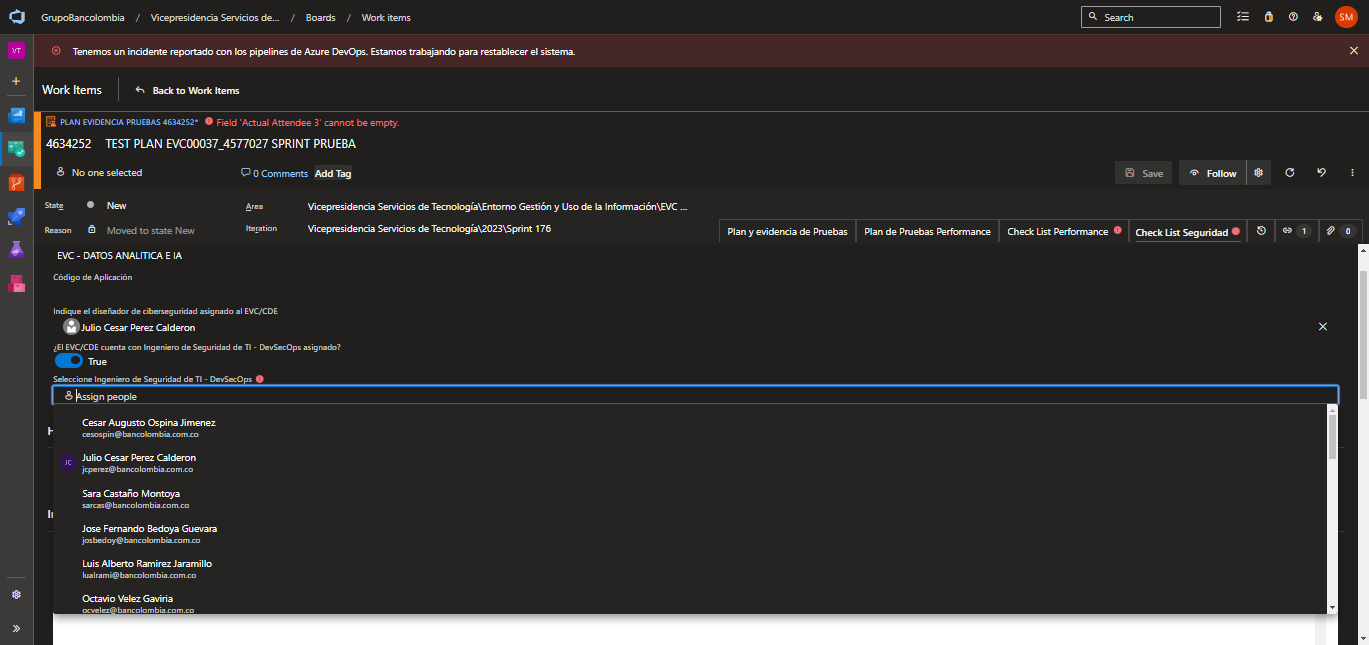 GrupoBancolombia / Vicepresidencia Servicios de... / Boards / Work items
Search
SM
VT
Tenemos un incidente reportado con los pipelines de Azure DevOps. Estamos trabajando para restablecer el sistema.
Work Items
Back to Work Items
PLAN EVIDENCIA PRUEBAS 4634252*
Field 'Actual Attendee 3' cannot be empty.
4634252 TEST PLAN EVC00037_4577027 SPRINT PRUEBA
No one selected
0 Comments
Add Tag
Save
Follow
State
New
Area
Vicepresidencia Servicios de Tecnología\Entorno Gestión y Uso de la Información\EVC ...
Reason
Moved to state New
Iteration
Vicepresidencia Servicios de Tecnología\2023\Sprint 176
Plan y evidencia de Pruebas
Plan de Pruebas Performance
Check List Performance
Check List Seguridad
1
0
EVC - DATOS ANALITICA E IA
Código de Aplicación
Indique el diseñador de ciberseguridad asignado al EVC/CDE
Julio Cesar Perez Calderon
¿El EVC/CDE cuenta con Ingeniero de Seguridad de TI - DevSecOps asignado?
True
Seleccione Ingeniero de Seguridad de TI - DevSecOps
Assign people
Cesar Augusto Ospina Jimenez
cesospin@bancolombia.com.co
JC
Julio Cesar Perez Calderon
jcperez@bancolombia.com.co
Sara Castaño Montoya
sarcas@bancolombia.com.co
Jose Fernando Bedoya Guevara
josbedoy@bancolombia.com.co
Luis Alberto Ramirez Jaramillo
lualrami@bancolombia.com.co
Octavio Velez Gaviria
ocvelez@bancolombia.com.co